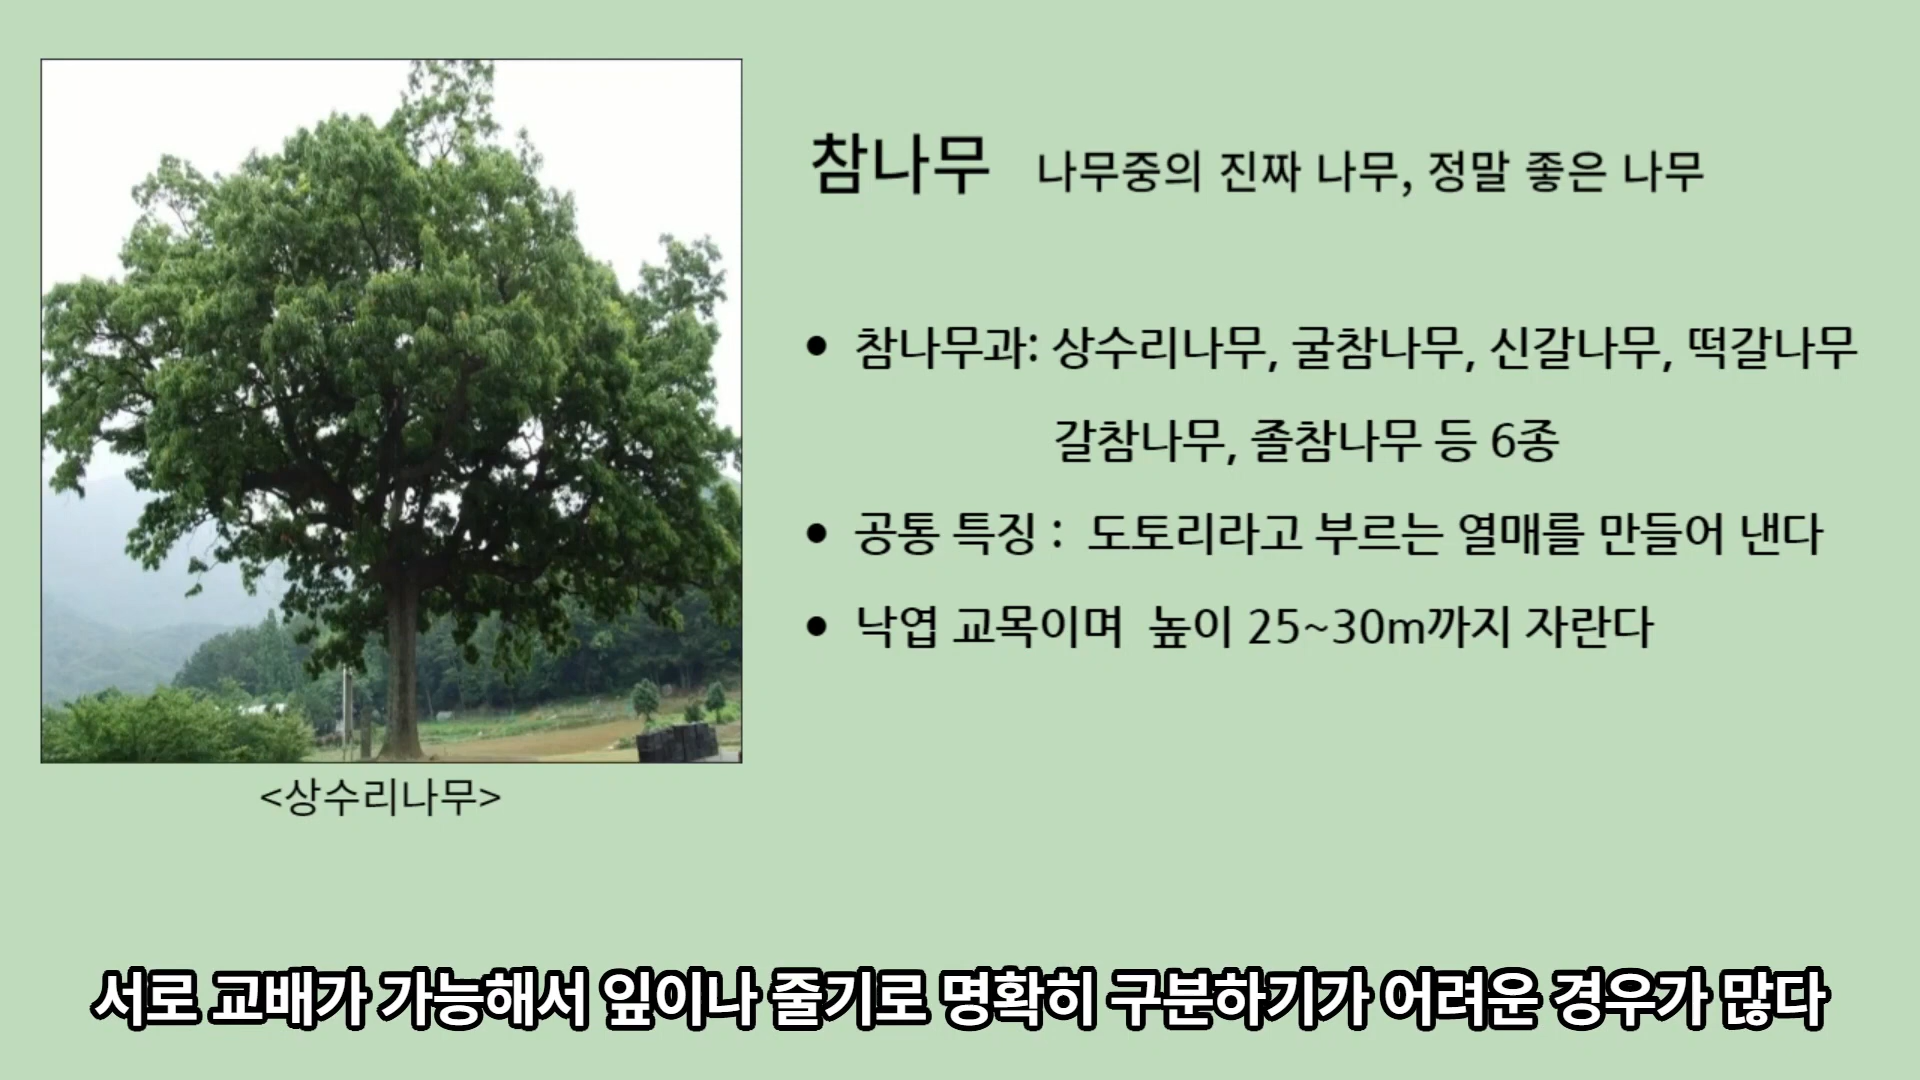 참나무 나무중의 진짜 나무, 정말 좋은 나무
• 참나무과: 상수리나무, 굴참나무, 신갈나무, 떡갈나무
갈참나무, 졸참나무 등 6종
• 공통 특징 : 도토리라고 부르는 열매를 만들어 낸다
• 낙엽 교목이며 높이 25~30m까지 자란다
<상수리나무>
서로 교배가 가능해서 잎이나 줄기로 명확히 구분하기가 어려운 경우가 많다